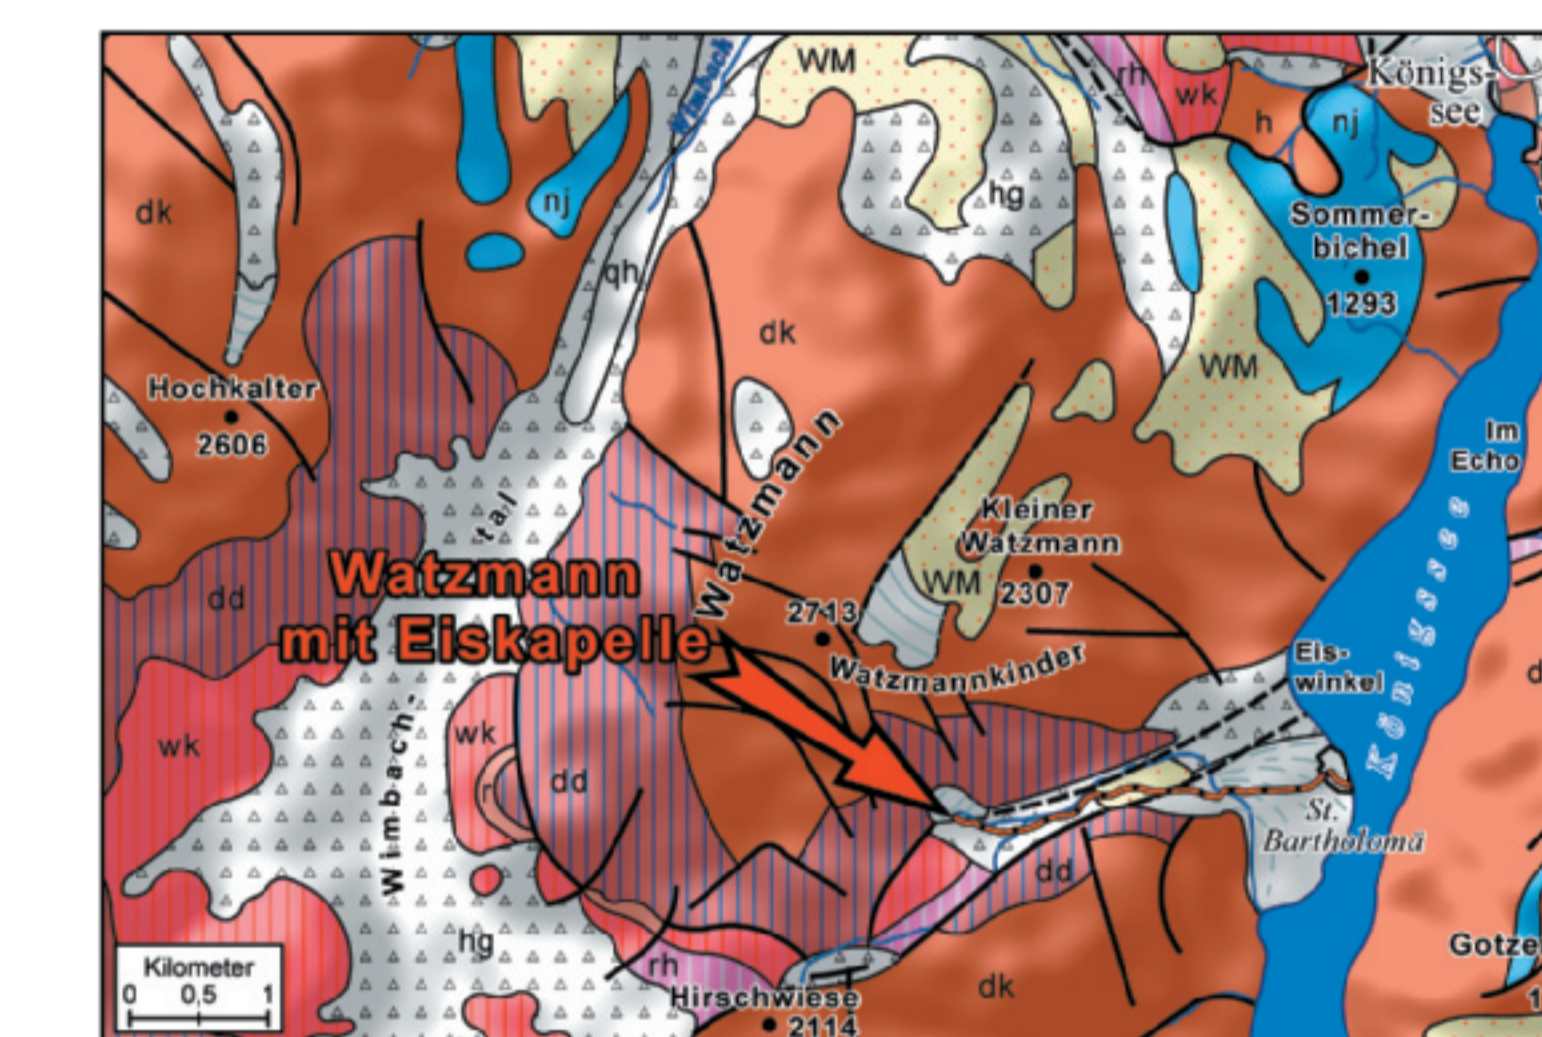 WM
Wimbach
rh
wk
h
nj
Königs-
see
dk
nj
hg
Sommer-
bichel
1293
qh
dk
WM
Hochkalter
2606
Im
Echo
tal
Watzmann
Kleiner
Watzmann
2307
WM
Königssee
Watzmann
mit Eiskapelle
dd
2713
Watzmannkinder
Eis-
winkel
wk
wk
r
dd
Wimbach-
St.
Bartholomä
dd
hg
rh
Hirschwiese
2114
dk
Gotze
Kilometer
0 0,5 1